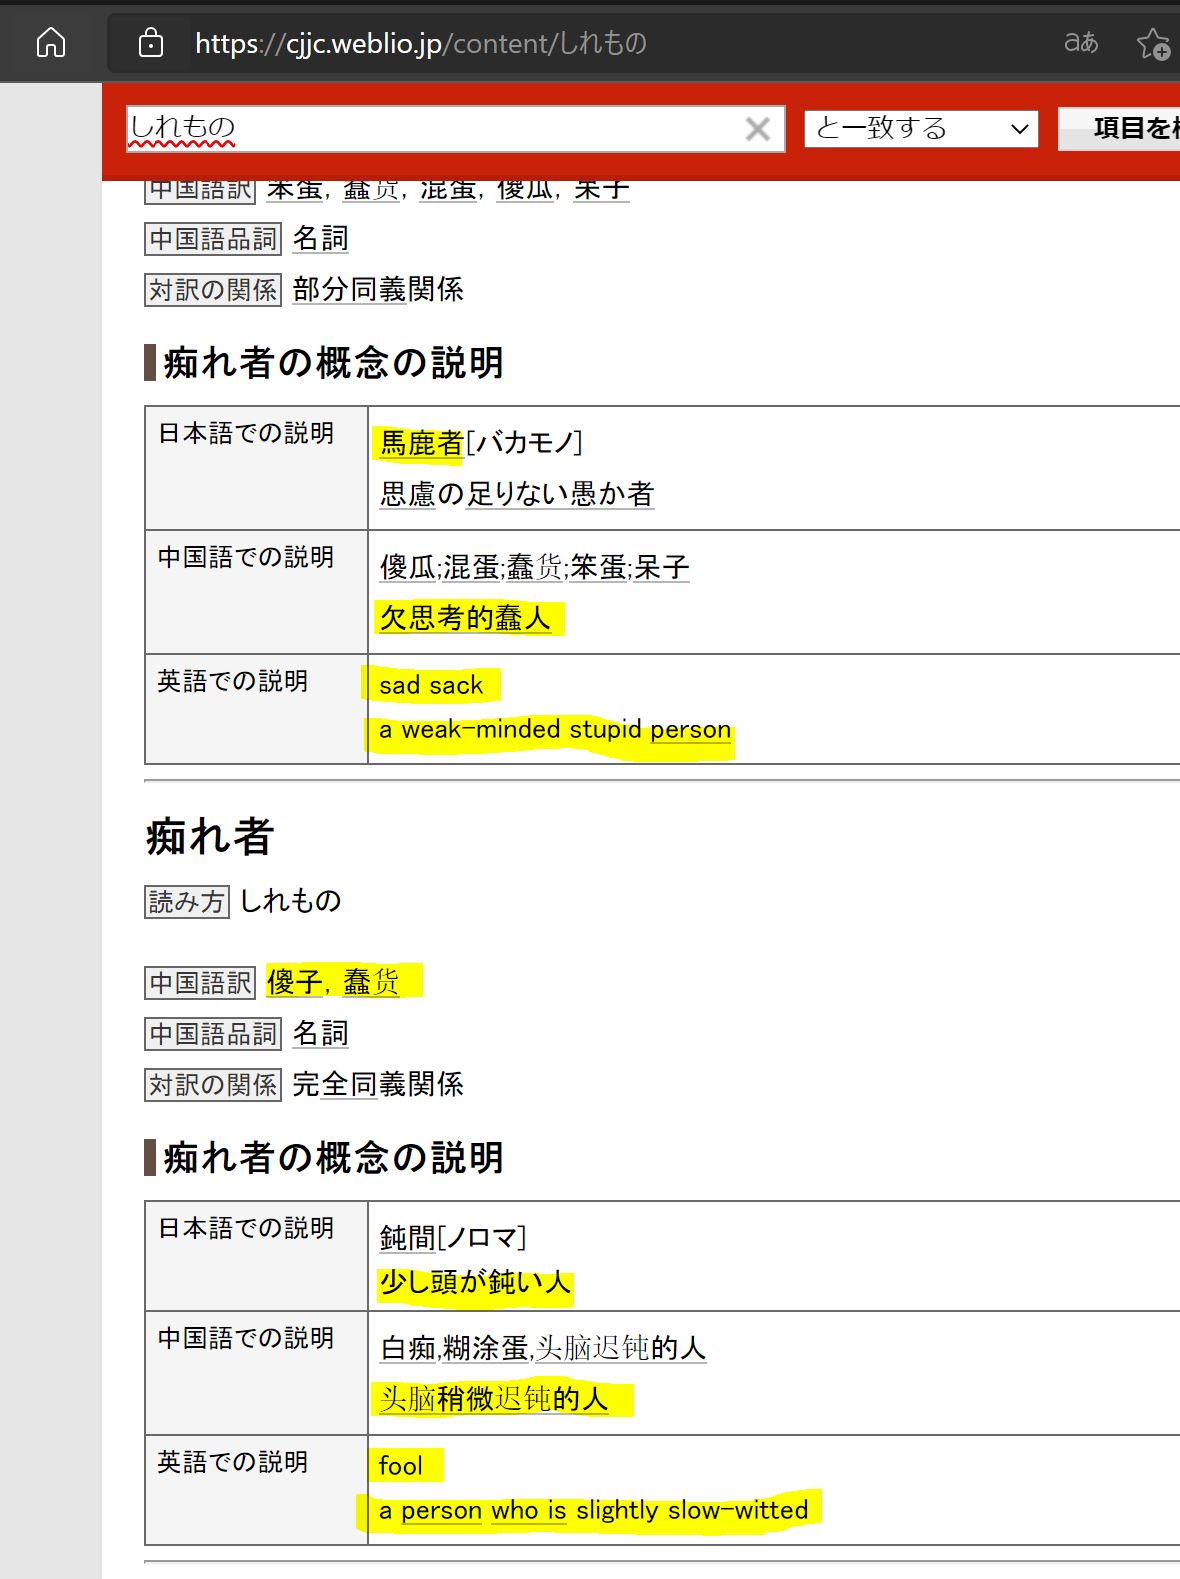 https://cjjc.weblio.jp/content/しれもの
aあ
しれもの
と一致する
項目を検
中国語訳 笨蛋, 蠢货, 混蛋, 傻瓜, 呆子
中国語品詞 名詞
対訳の関係 部分同義関係
痴れ者の概念の説明
日本語での説明 馬鹿者[バカモノ]
思慮の足りない愚か者
中国語での説明 傻瓜;混蛋;蠢货;笨蛋;呆子
欠思考的蠢人
英語での説明 sad sack
a weak-minded stupid person
痴れ者
読み方 しれもの
中国語訳 傻子, 蠢货
中国語品詞 名詞
対訳の関係 完全同義関係
痴れ者の概念の説明
日本語での説明 鈍間[ノロマ]
少し頭が鈍い人
中国語での説明 白痴,糊涂蛋,头脑迟钝的人
头脑稍微迟钝的人
英語での説明 fool
a person who is slightly slow-witted